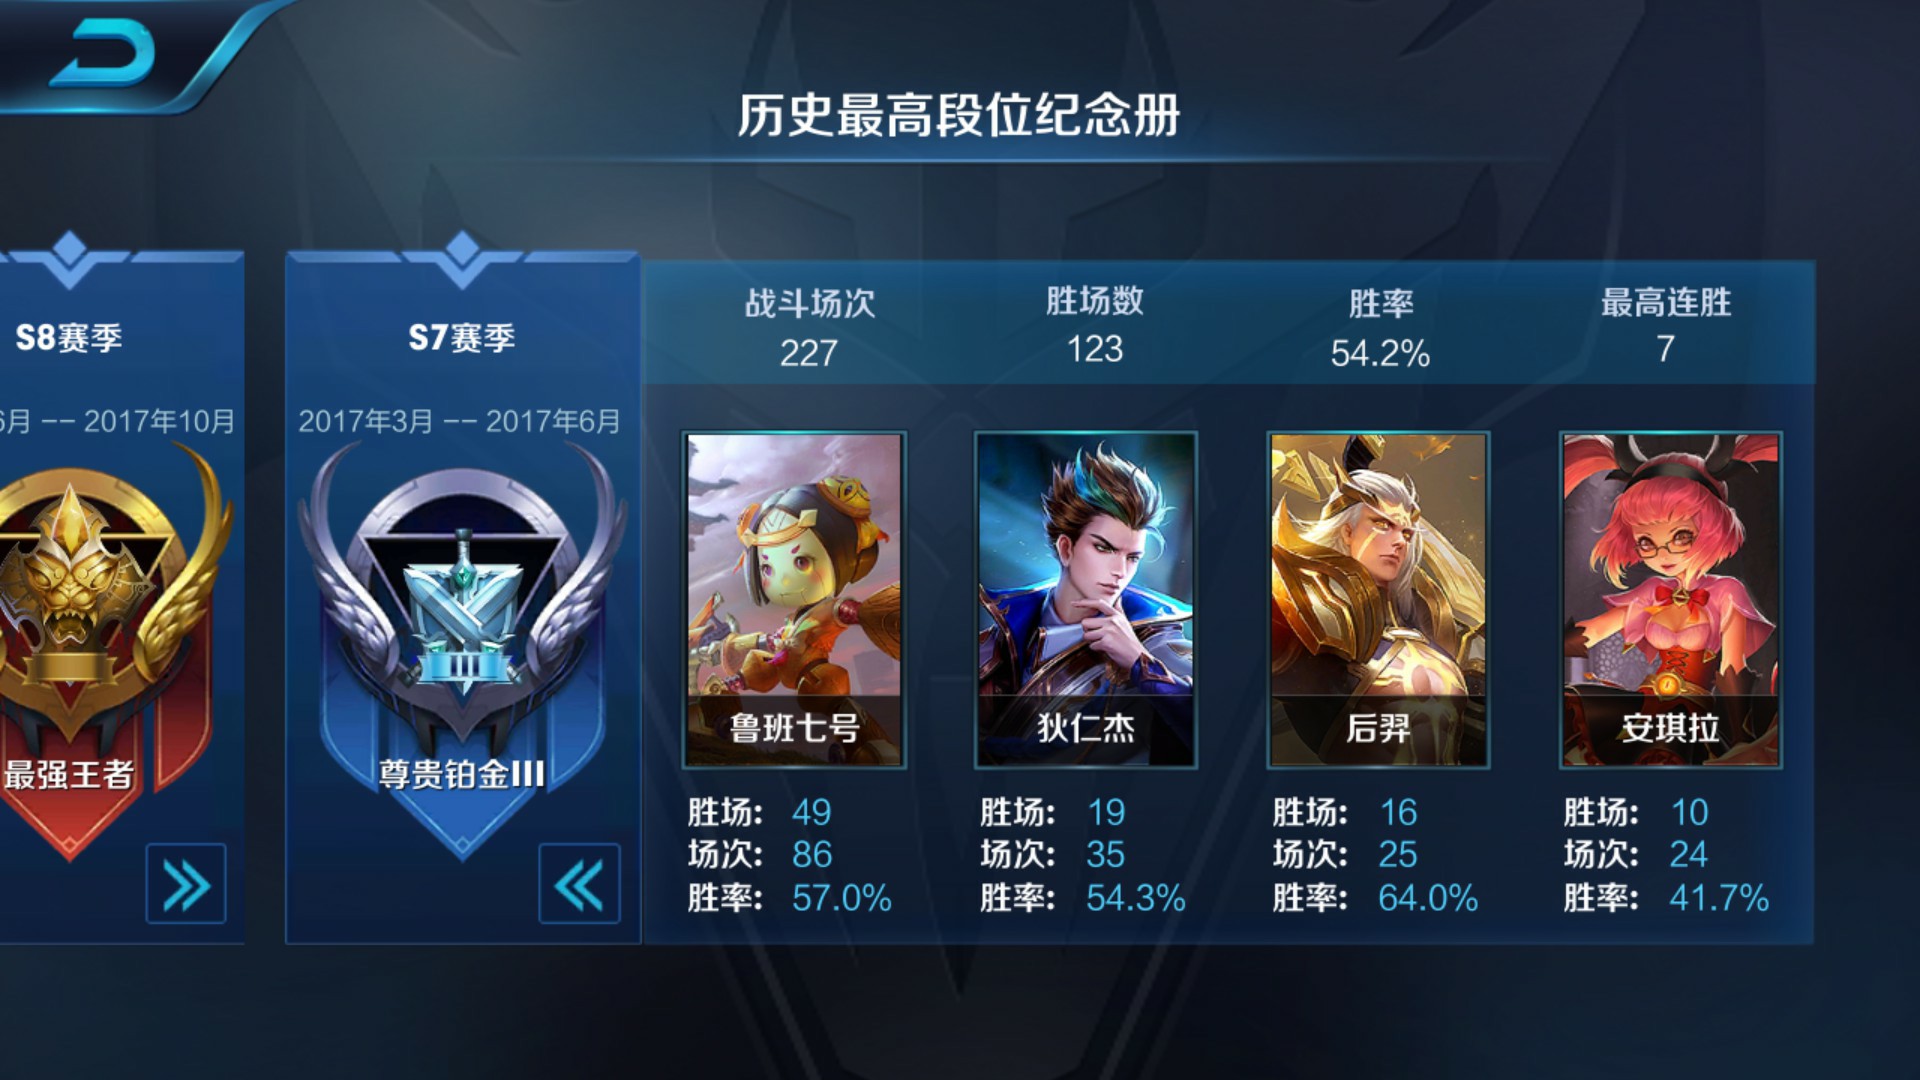 历史最高段位纪念册
S8赛季
6月 -- 2017年10月
最强王者
S7赛季
2017年3月 -- 2017年6月
III
尊贵铂金III
战斗场次 胜场数 胜率 最高连胜
227 123 54.2% 7
鲁班七号 狄仁杰 后羿 安琪拉
胜场: 49 胜场: 19 胜场: 16 胜场: 10
场次: 86 场次: 35 场次: 25 场次: 24
胜率: 57.0% 胜率: 54.3% 胜率: 64.0% 胜率: 41.7%